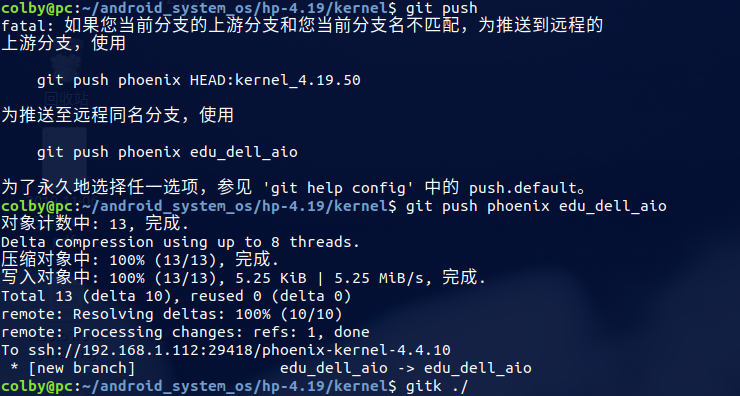 colby@pc:~/android_system_os/hp-4.19/kernel$ git push
fatal: 如果您当前分支的上游分支和您当前分支名不匹配，为推送到远程的
上游分支，使用
    git push phoenix HEAD:kernel_4.19.50
为推送至远程同名分支，使用
    git push phoenix edu_dell_aio
为了永久地选择任一选项，参见 'git help config' 中的 push.default。
colby@pc:~/android_system_os/hp-4.19/kernel$ git push phoenix edu_dell_aio
对象计数中: 13, 完成.
Delta compression using up to 8 threads.
压缩对象中: 100% (13/13), 完成.
写入对象中: 100% (13/13), 5.25 KiB | 5.25 MiB/s, 完成.
Total 13 (delta 10), reused 0 (delta 0)
remote: Resolving deltas: 100% (10/10)
remote: Processing changes: refs: 1, done
To ssh://192.168.1.112:29418/phoenix-kernel-4.4.10
 * [new branch]                edu_dell_aio -> edu_dell_aio
colby@pc:~/android_system_os/hp-4.19/kernel$ gitk ./
回收站